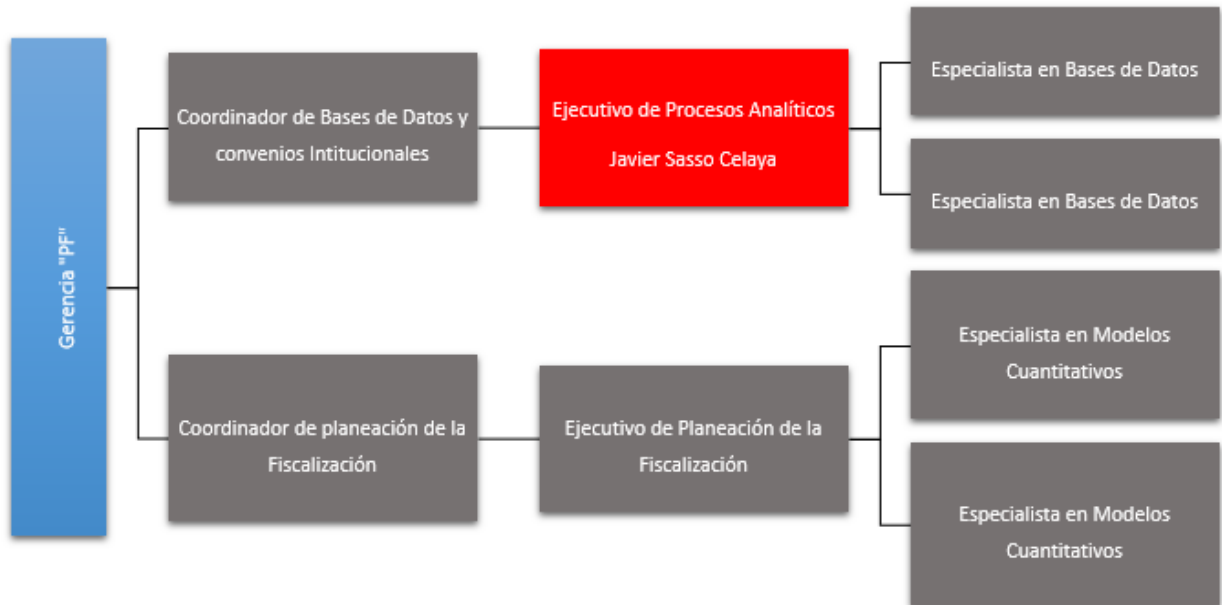 Gerencia "PF"
Coordinador de Bases de Datos y
convenios Intitucionales
Ejecutivo de Procesos Analíticos
Javier Sasso Celaya
Especialista en Bases de Datos
Especialista en Bases de Datos
Coordinador de planeación de la
Fiscalización
Ejecutivo de Planeación de la
Fiscalización
Especialista en Modelos
Cuantitativos
Especialista en Modelos
Cuantitativos